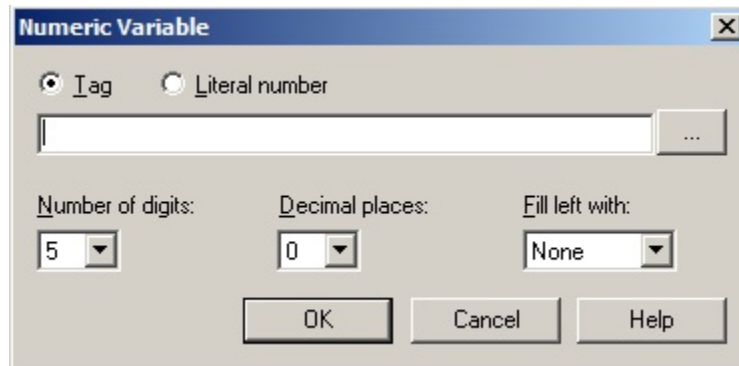 Numeric Variable
Tag Literal number
...
Number of digits: Decimal places: Fill left with:
5 0 None
OK Cancel Help